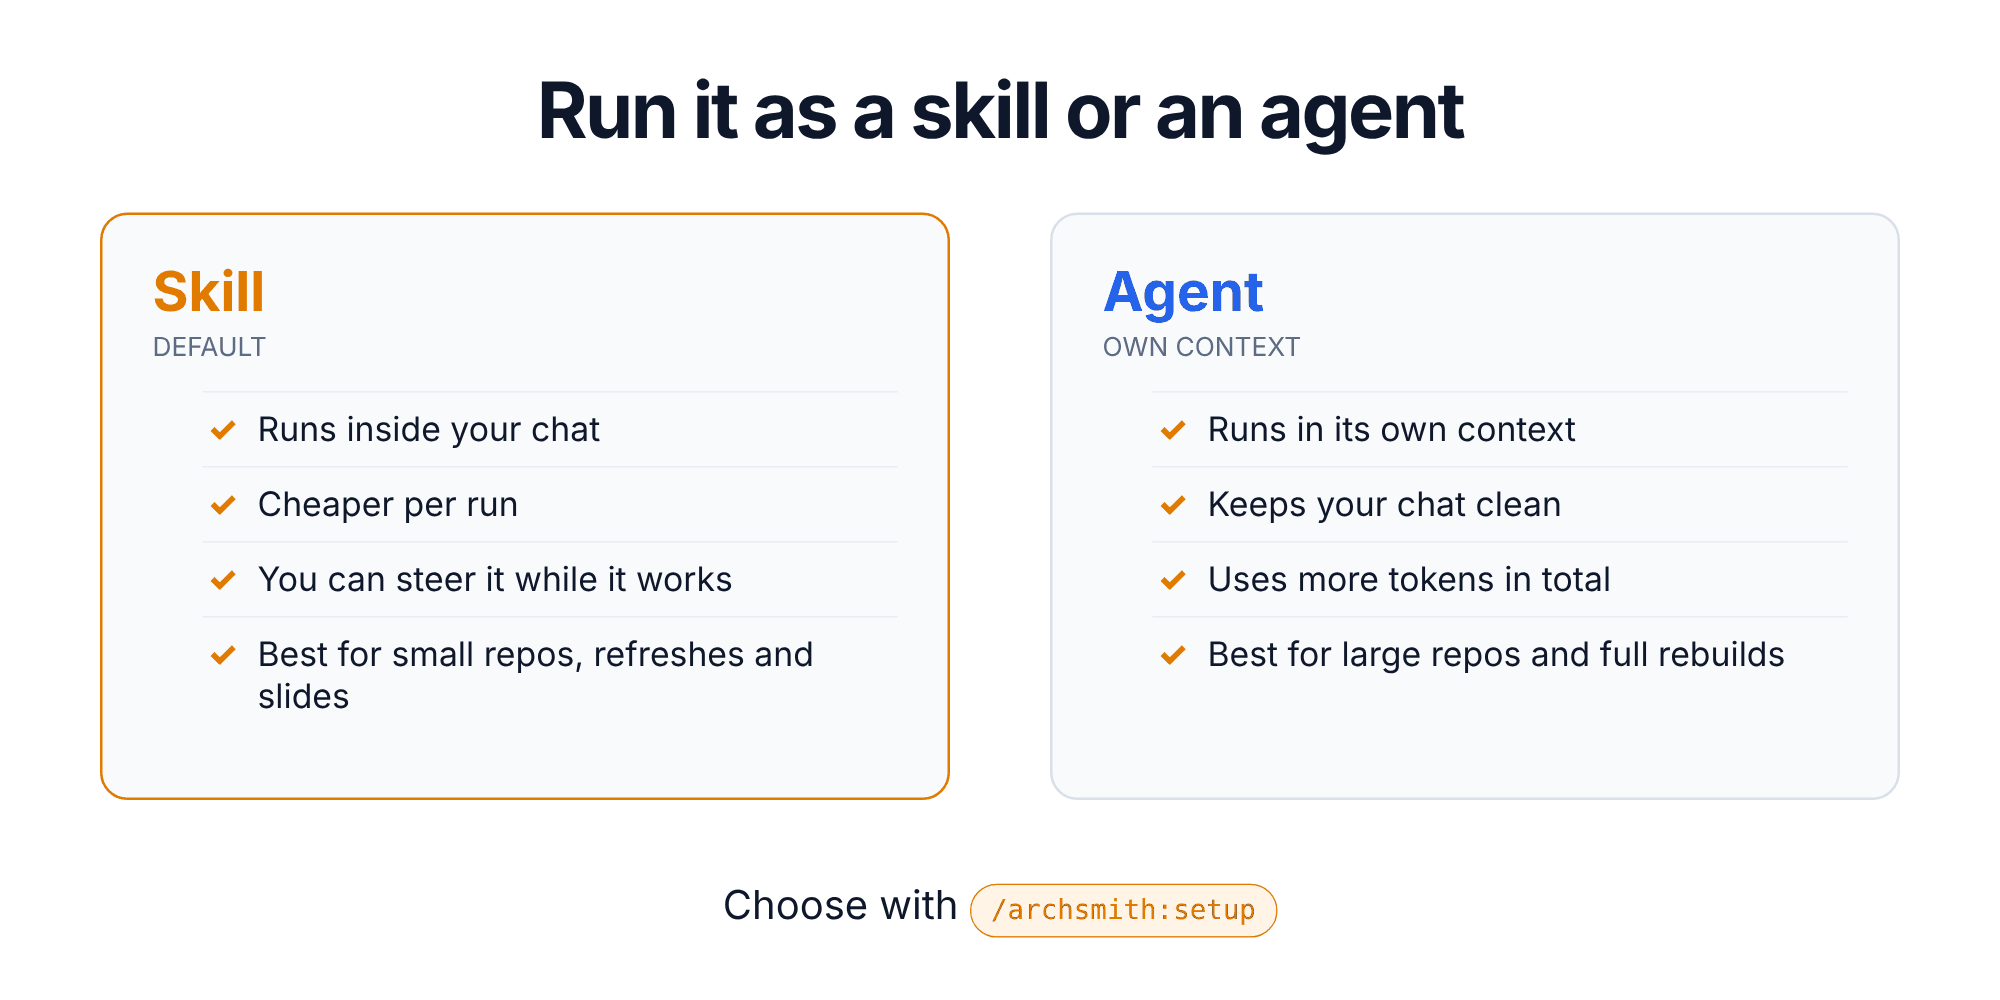 Run it as a skill or an agent
Skill
DEFAULT
Runs inside your chat
Cheaper per run
You can steer it while it works
Best for small repos, refreshes and
slides
Agent
OWN CONTEXT
Runs in its own context
Keeps your chat clean
Uses more tokens in total
Best for large repos and full rebuilds
Choose with /archsmith:setup